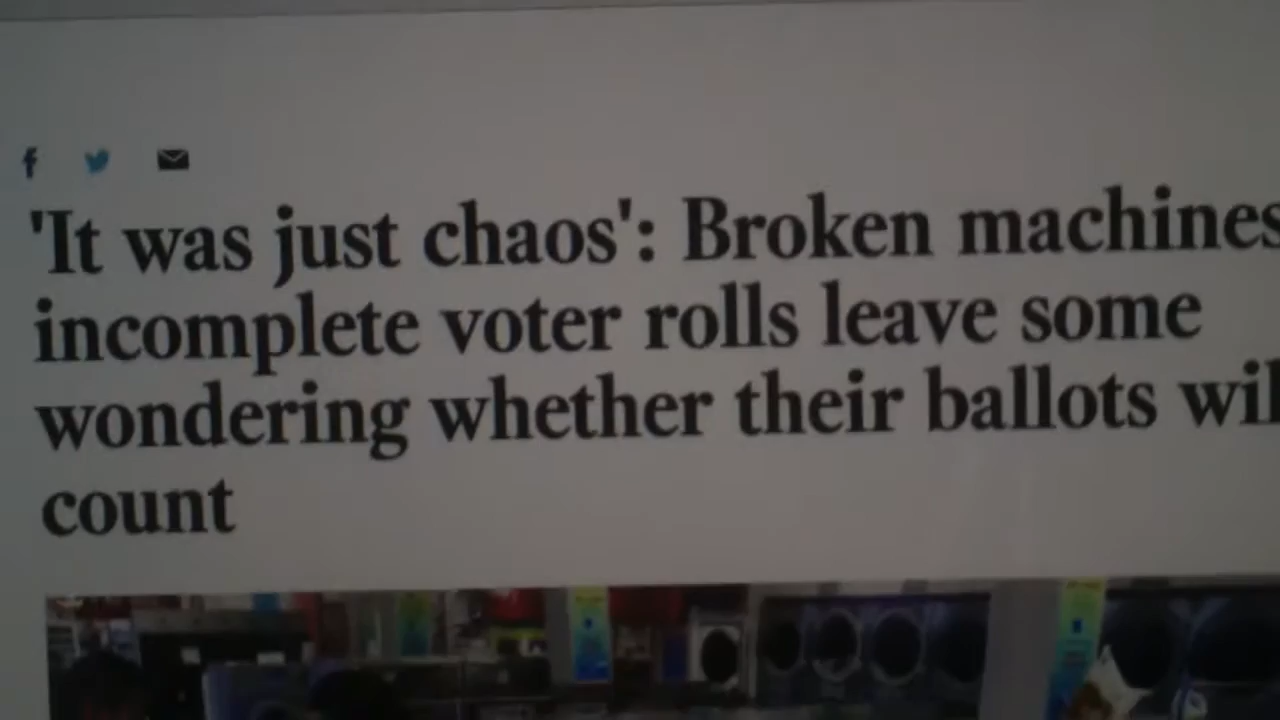 'It was just chaos': Broken machines
incomplete voter rolls leave some
wondering whether their ballots wil
count